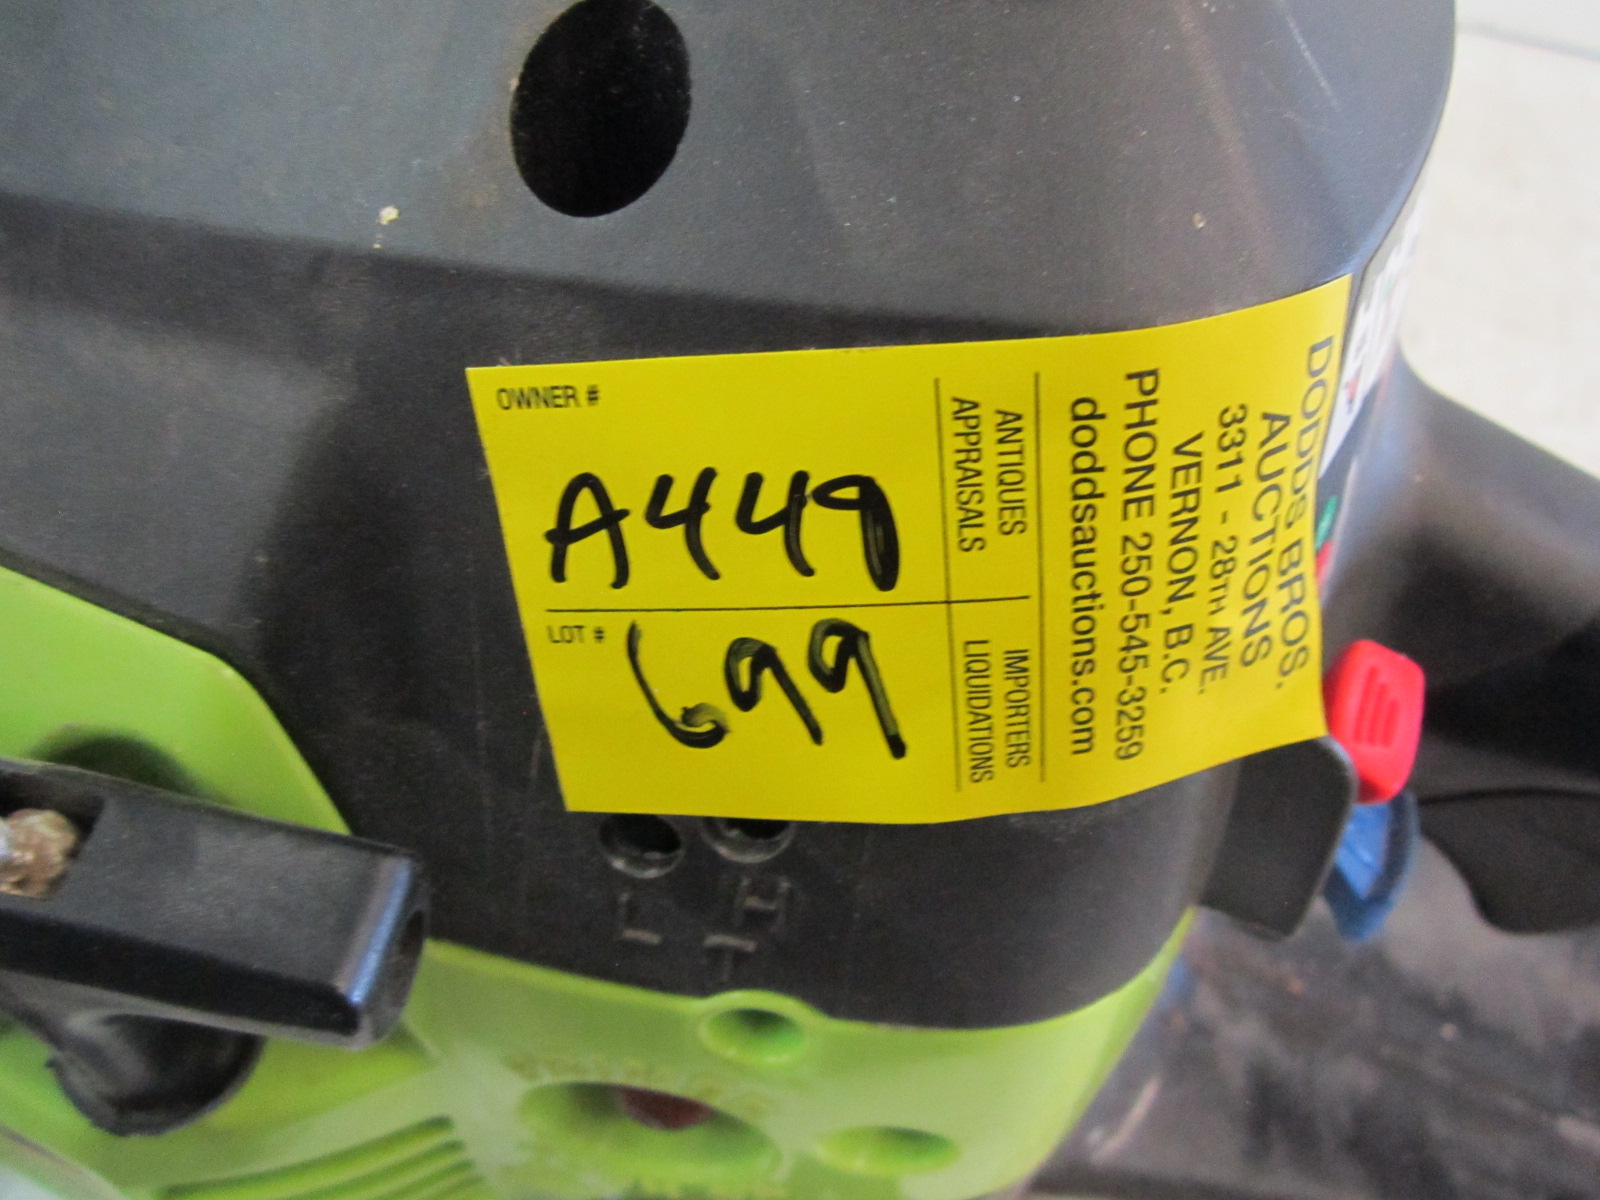 OWNER #
A449
LOT #
699
ANTIQUES
APPRAISALS
IMPORTERS
LIQUIDATIONS
DODDS BROS.
AUCTIONS
3311 - 28TH AVE.
VERNON, B.C.
PHONE 250-545-3259
doddsauctions.com
L
H